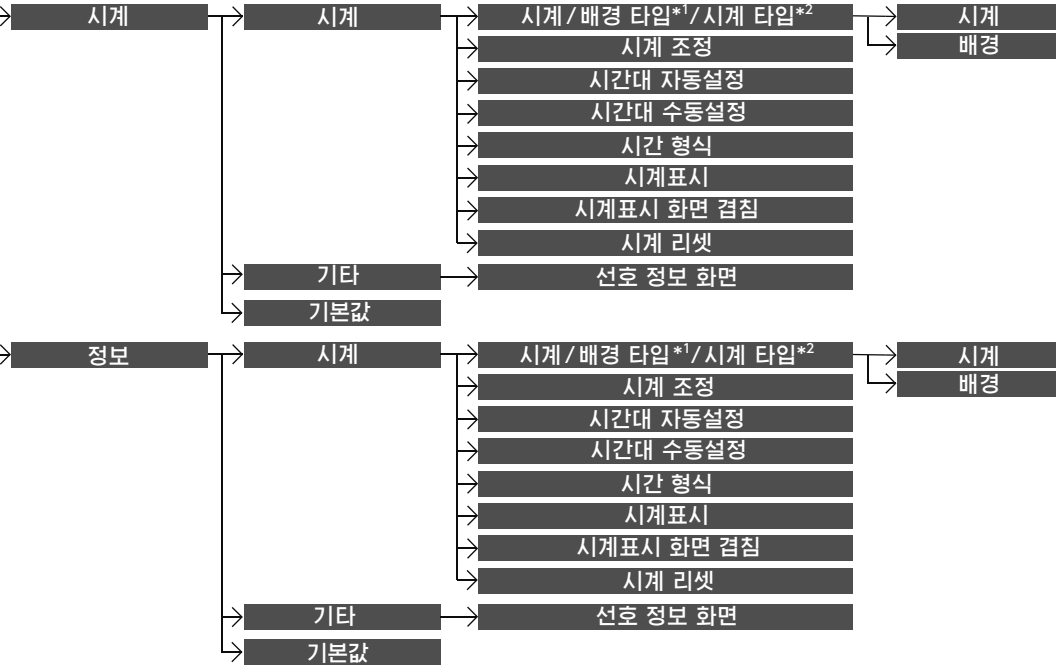 시계
시계
시계/배경 타입*1/시계 타입*2
시계
배경
시계 조정
시간대 자동설정
시간대 수동설정
시간 형식
시계표시
시계표시 화면 겹침
시계 리셋
기타
선호 정보 화면
기본값
정보
시계
시계/배경 타입*1/시계 타입*2
시계
배경
시계 조정
시간대 자동설정
시간대 수동설정
시간 형식
시계표시
시계표시 화면 겹침
시계 리셋
기타
선호 정보 화면
기본값